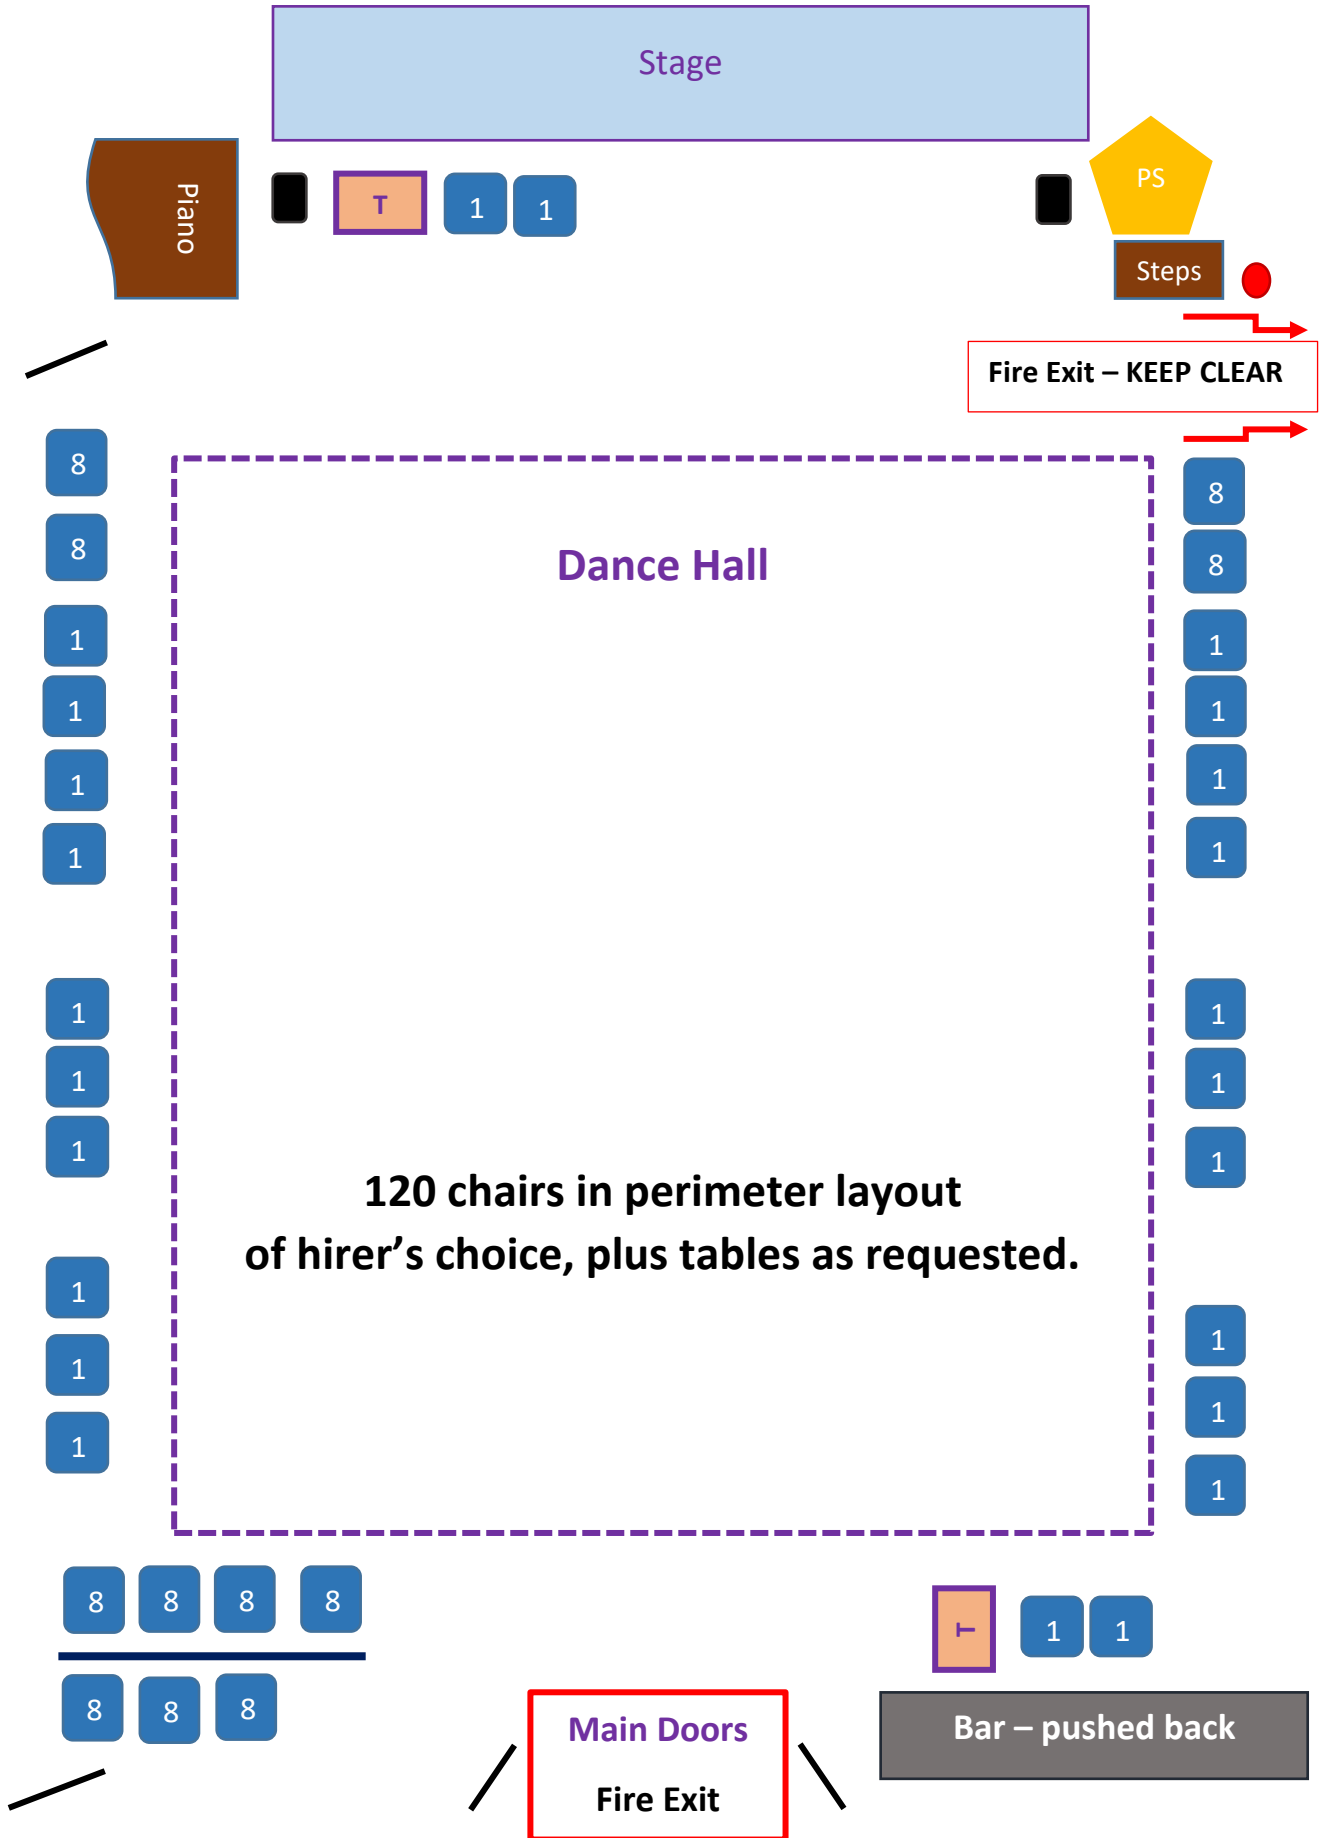 Stage
Piano
T
1 1
PS
Steps
Fire Exit – KEEP CLEAR
8
8
1
1
1
1
1
1
1
1
1
1
Dance Hall
120 chairs in perimeter layout
of hirer’s choice, plus tables as requested.
8
8
1
1
1
1
1
1
1
1
1
1
8 8 8 8
8 8 8
T
1 1
Main Doors
Fire Exit
Bar – pushed back